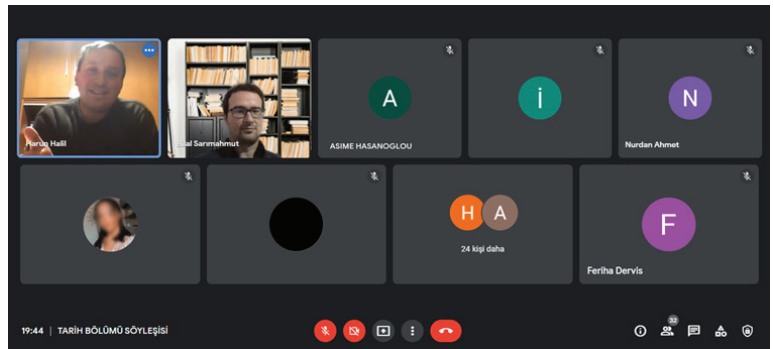 A
İ
N
Harun Halil
Sarımahmut
ASIME HASANOGLOU
Nurdan Ahmet
H A
24 kişi daha
F
Feriha Dervis
19:44 | TARİH BÖLÜMÜ SÖYLEŞİSİ
32